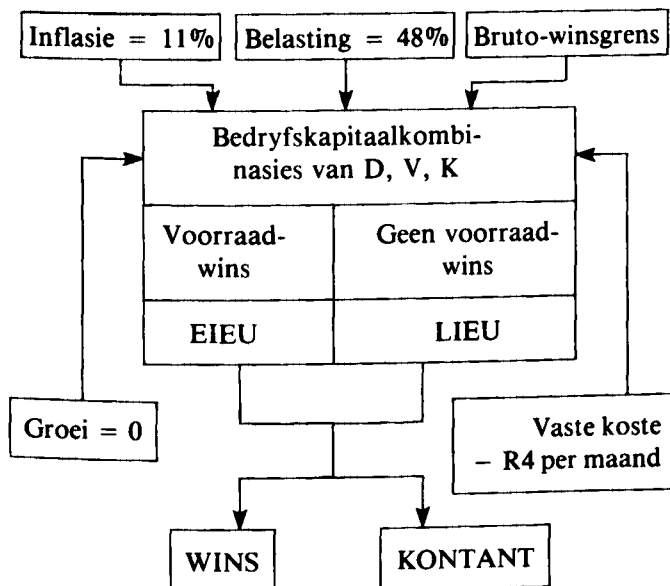 Inflasie = 11%
Belasting = 48%
Bruto-winsgrens
Bedryfskapitaalkombi-
nasies van D, V, K
Voorraad-
wins
Geen voorraad-
wins
EIEU
LIEU
Groei = 0
Vaste koste
– R4 per maand
WINS
KONTANT